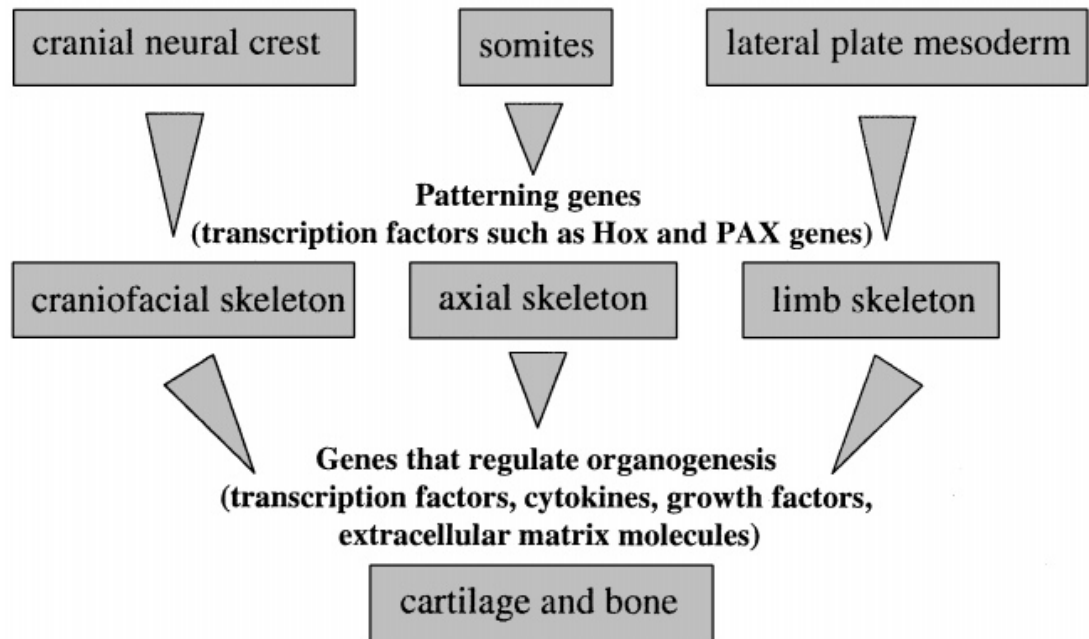 cranial neural crest
somites
lateral plate mesoderm
Patterning genes
(transcription factors such as Hox and PAX genes)
craniofacial skeleton
axial skeleton
limb skeleton
Genes that regulate organogenesis
(transcription factors, cytokines, growth factors,
extracellular matrix molecules)
cartilage and bone